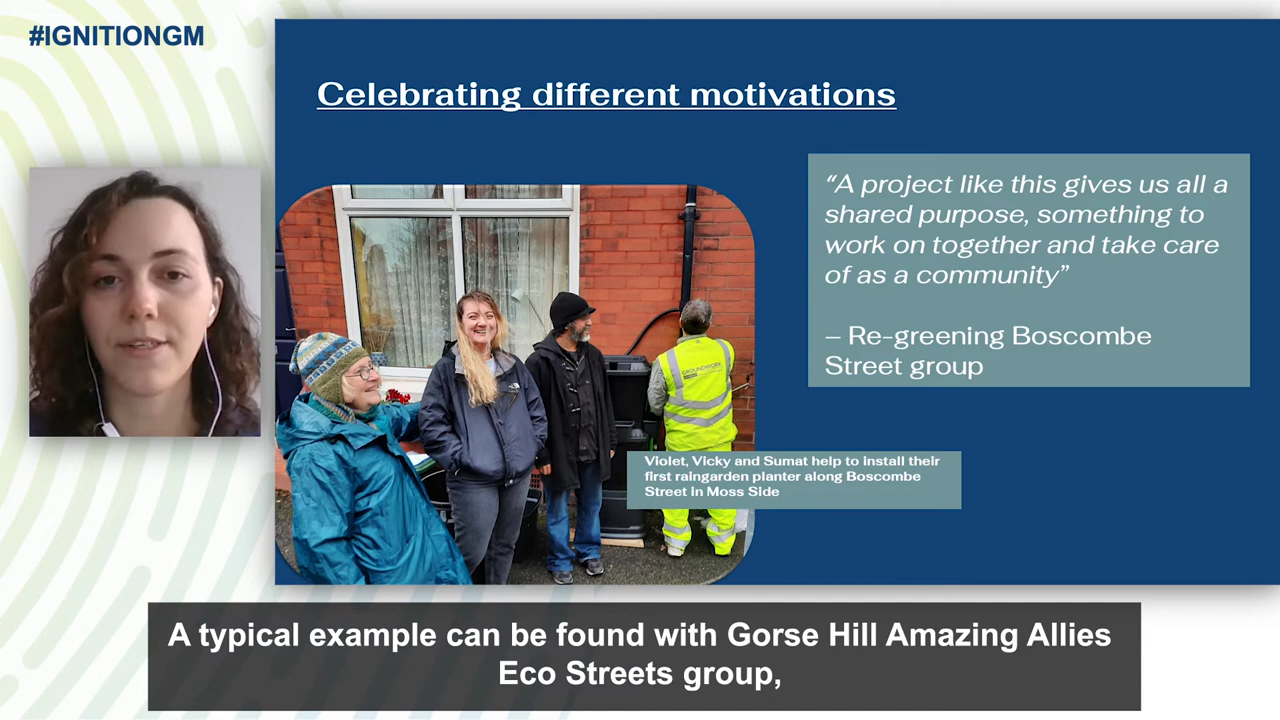 #IGNITIONGM
Celebrating different motivations
“A project like this gives us all a
shared purpose, something to
work on together and take care
of as a community”
– Re-greening Boscombe
Street group
GROUNDWORK
Violet, Vicky and Sumat help to install their
first raingarden planter along Boscombe
Street in Moss Side
A typical example can be found with Gorse Hill Amazing Allies
Eco Streets group,